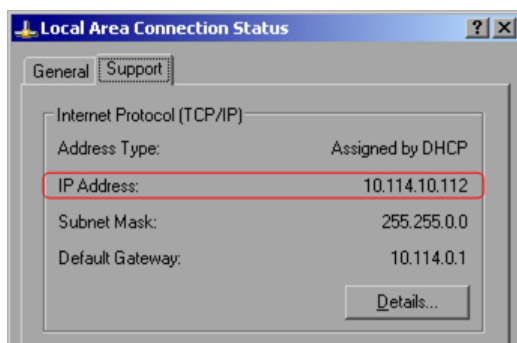 Local Area Connection Status
General Support
Internet Protocol (TCP/IP)
Address Type: Assigned by DHCP
IP Address: 10.114.10.112
Subnet Mask: 255.255.0.0
Default Gateway: 10.114.0.1
Details...